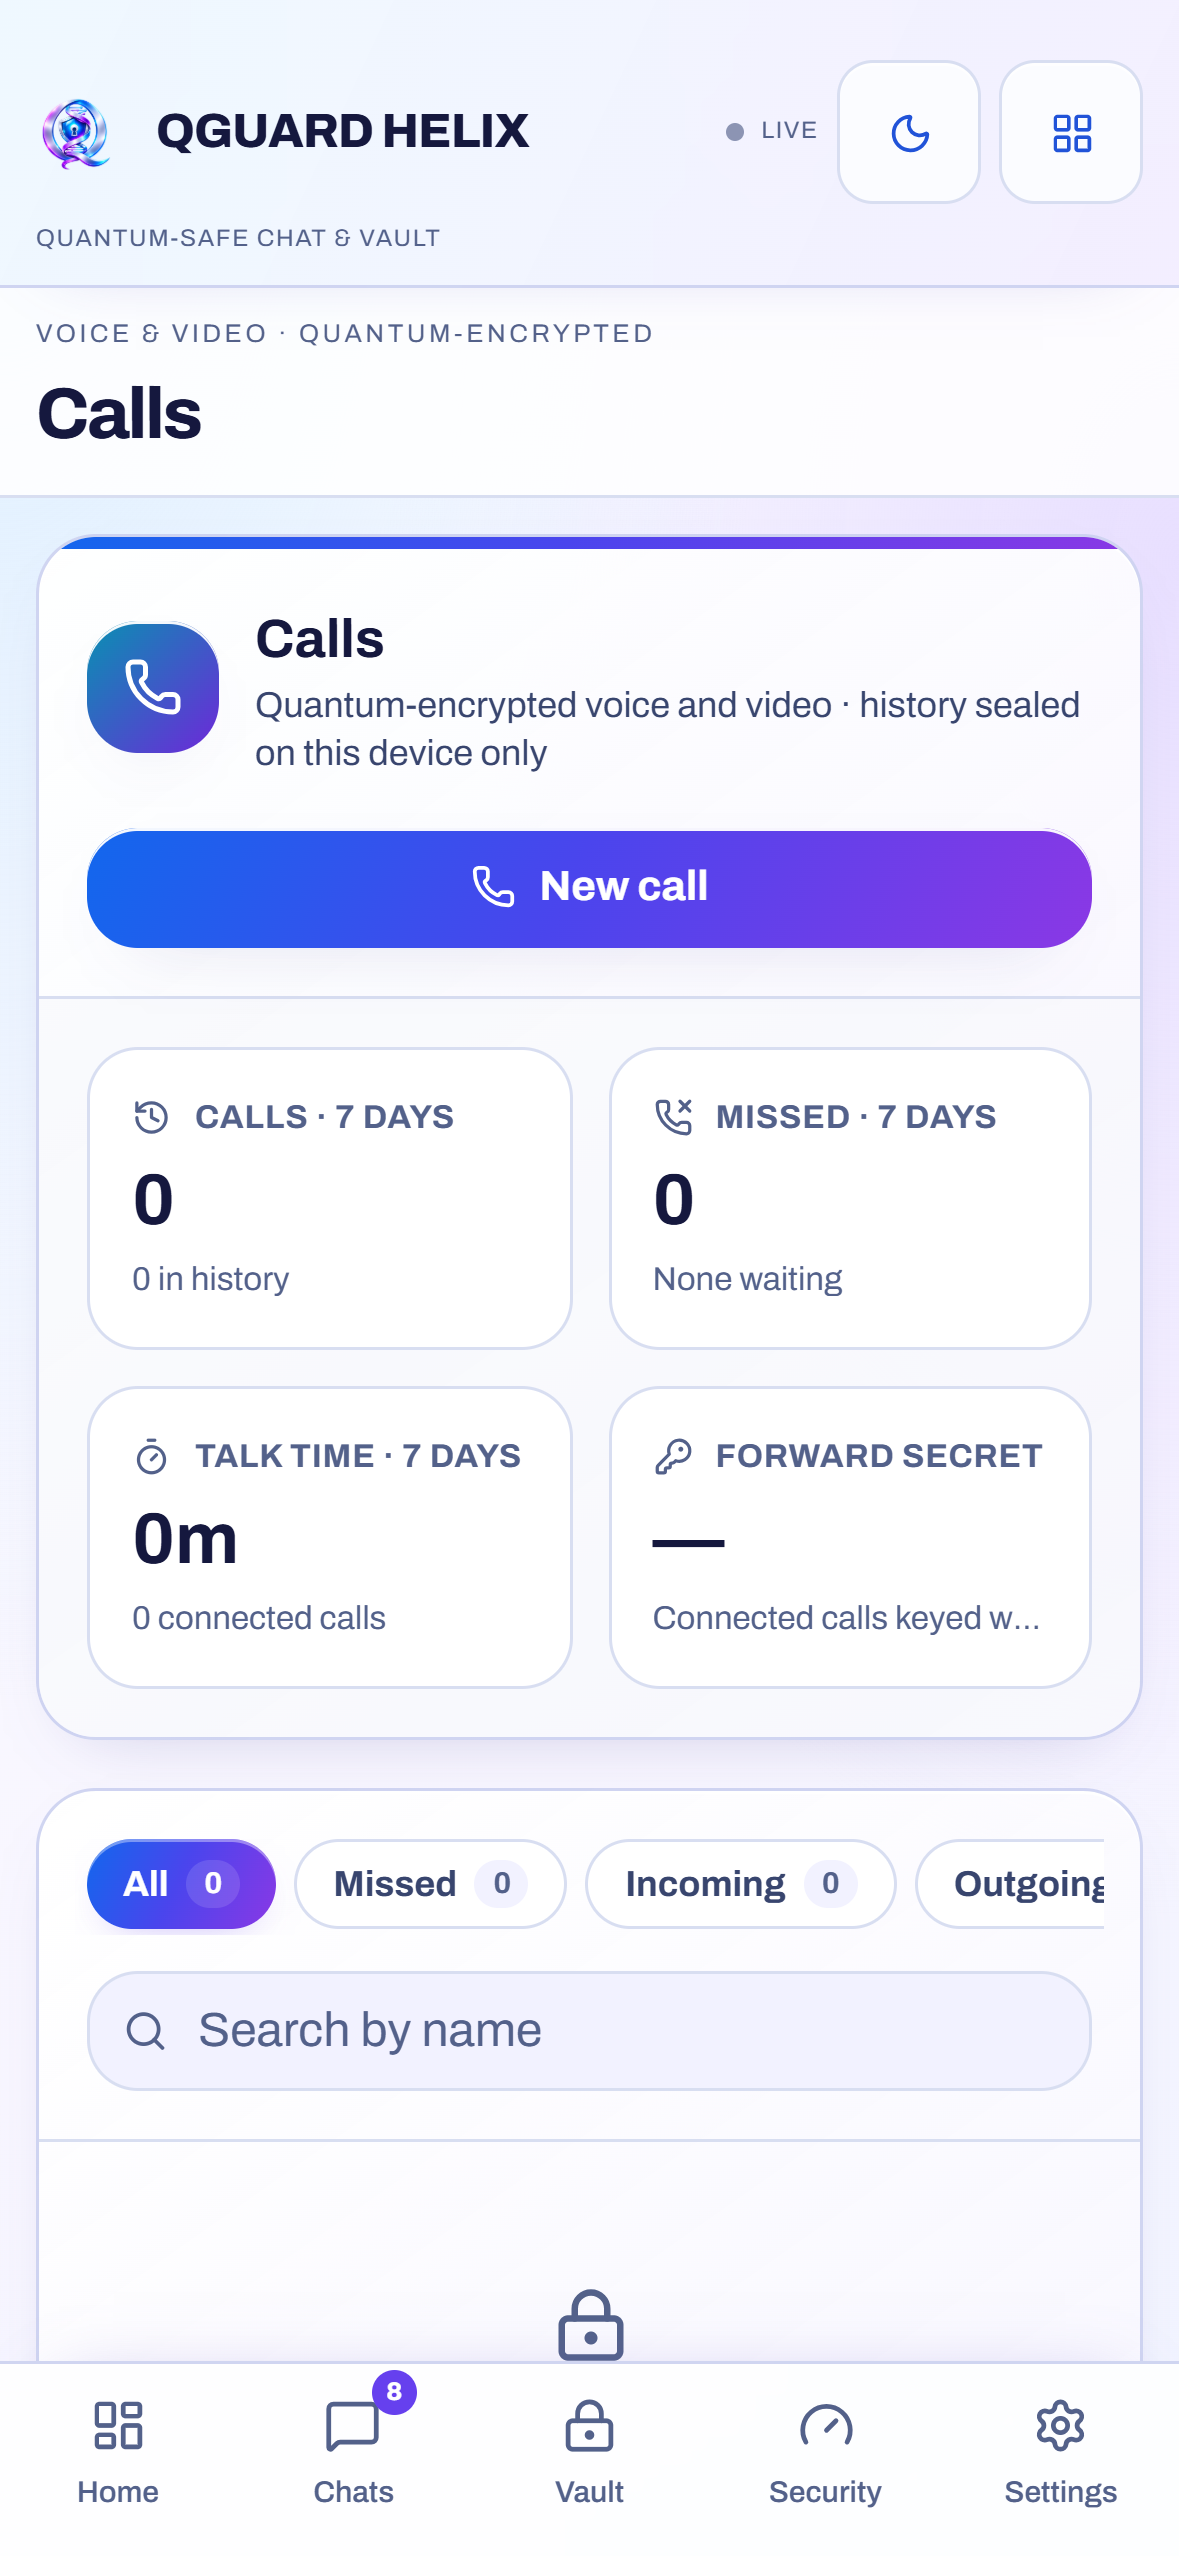 QGUARD HELIX
LIVE
QUANTUM-SAFE CHAT & VAULT
VOICE & VIDEO · QUANTUM-ENCRYPTED
Calls
Calls
Quantum-encrypted voice and video · history sealed
on this device only
New call
CALLS · 7 DAYS
0
0 in history
MISSED · 7 DAYS
0
None waiting
TALK TIME · 7 DAYS
0m
0 connected calls
FORWARD SECRET
—
Connected calls keyed w...
All 0
Missed 0
Incoming 0
Outgoing
Search by name
8
Home
Chats
Vault
Security
Settings